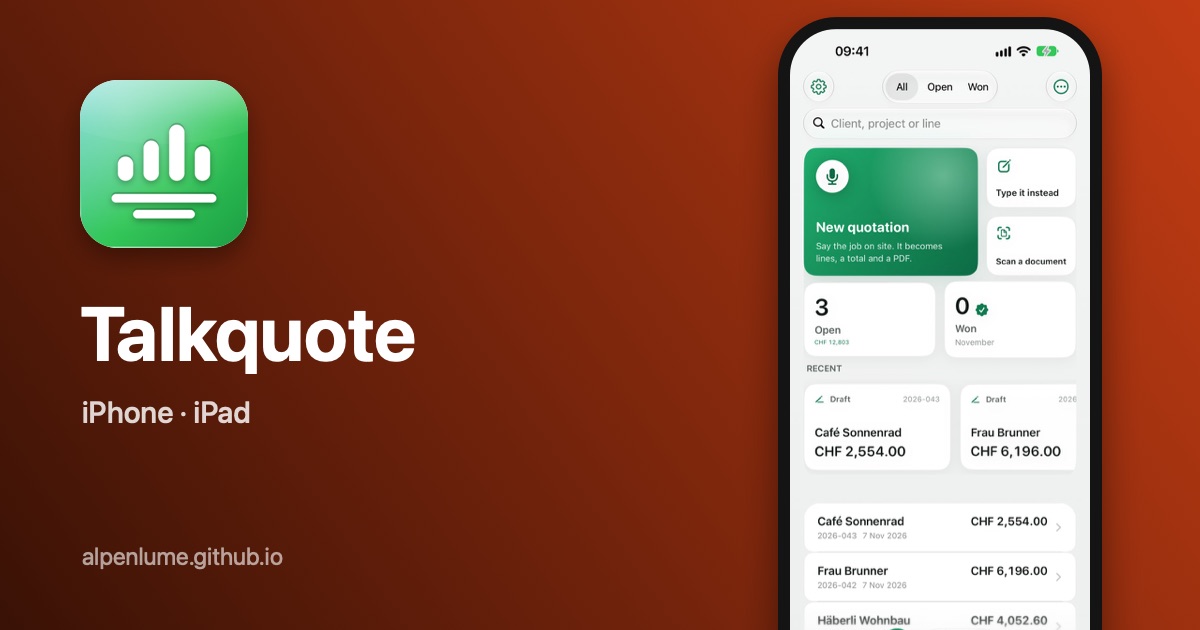 Talkquote
iPhone · iPad
alpenlume.github.io
09:41
All
Open
Won
Client, project or line
New quotation
Say the job on site. It becomes
lines, a total and a PDF.
Type it instead
Scan a document
3
Open
CHF 12,803
0
Won
November
RECENT
Draft
2026-043
Café Sonnenrad
CHF 2,554.00
Draft
2026
Frau Brunner
CHF 6,196.00
Café Sonnenrad
CHF 2,554.00
2026-043 7 Nov 2026
Frau Brunner
CHF 6,196.00
2026-042 7 Nov 2026
Häberli Wohnbau
CHF 4,052.60